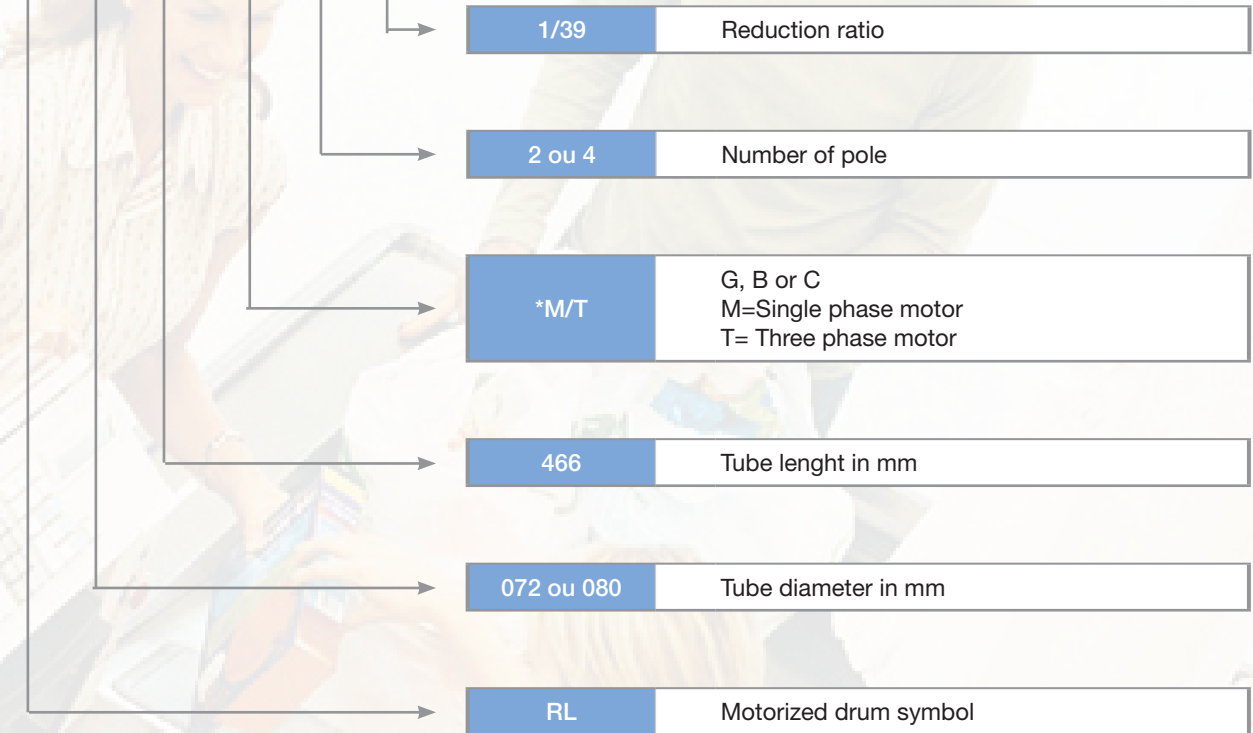 1/39 Reduction ratio
2 ou 4 Number of pole
*M/T
G, B or C
M=Single phase motor
T= Three phase motor
466 Tube lenght in mm
072 ou 080 Tube diameter in mm
RL Motorized drum symbol